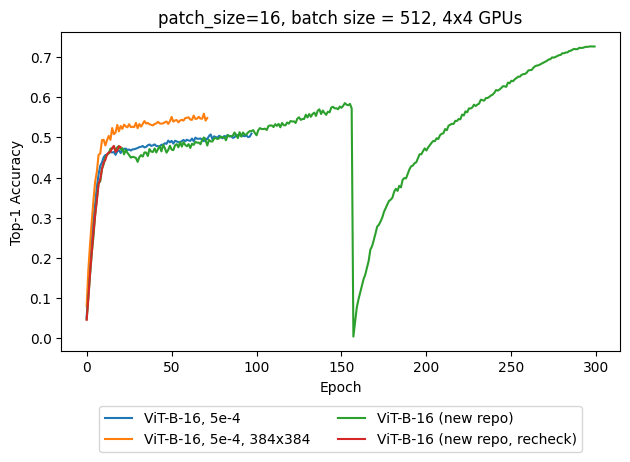 patch_size=16, batch size = 512, 4x4 GPUs
Top-1 Accuracy
0.7
0.6
0.5
0.4
0.3
0.2
0.1
0.0
0 50 100 150 200 250 300
Epoch
ViT-B-16, 5e-4
ViT-B-16, 5e-4, 384x384
ViT-B-16 (new repo)
ViT-B-16 (new repo, recheck)